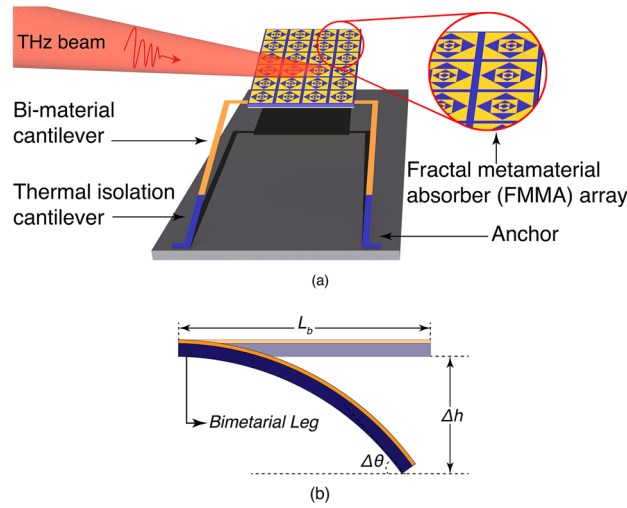 THz beam
Bi-material
cantilever
Thermal isolation
cantilever
Fractal metamaterial
absorber (FMMA) array
Anchor
(a)
L_b
Bimetarial Leg
Δh
Δθ
(b)